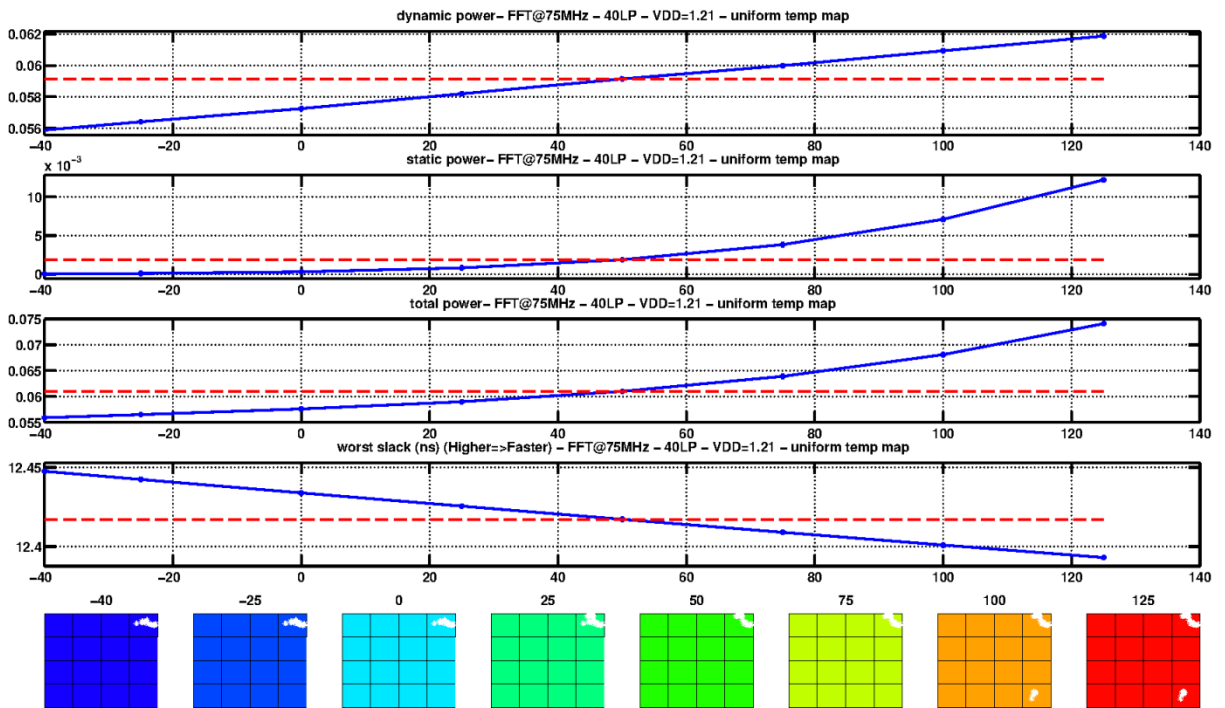 dynamic power– FFT@75MHz – 40LP – VDD=1.21 – uniform temp map
0.062
0.06
0.058
0.056
−40 −20 0 20 40 60 80 100 120 140
x 10⁻³
static power– FFT@75MHz – 40LP – VDD=1.21 – uniform temp map
10
5
0
−40 −20 0 20 40 60 80 100 120 140
total power– FFT@75MHz – 40LP – VDD=1.21 – uniform temp map
0.075
0.07
0.065
0.06
0.055
−40 −20 0 20 40 60 80 100 120 140
worst slack (ns) (Higher=>Faster) – FFT@75MHz – 40LP – VDD=1.21 – uniform temp map
12.45
12.4
−40 −20 0 20 40 60 80 100 120 140
−40 −25 0 25 50 75 100 125